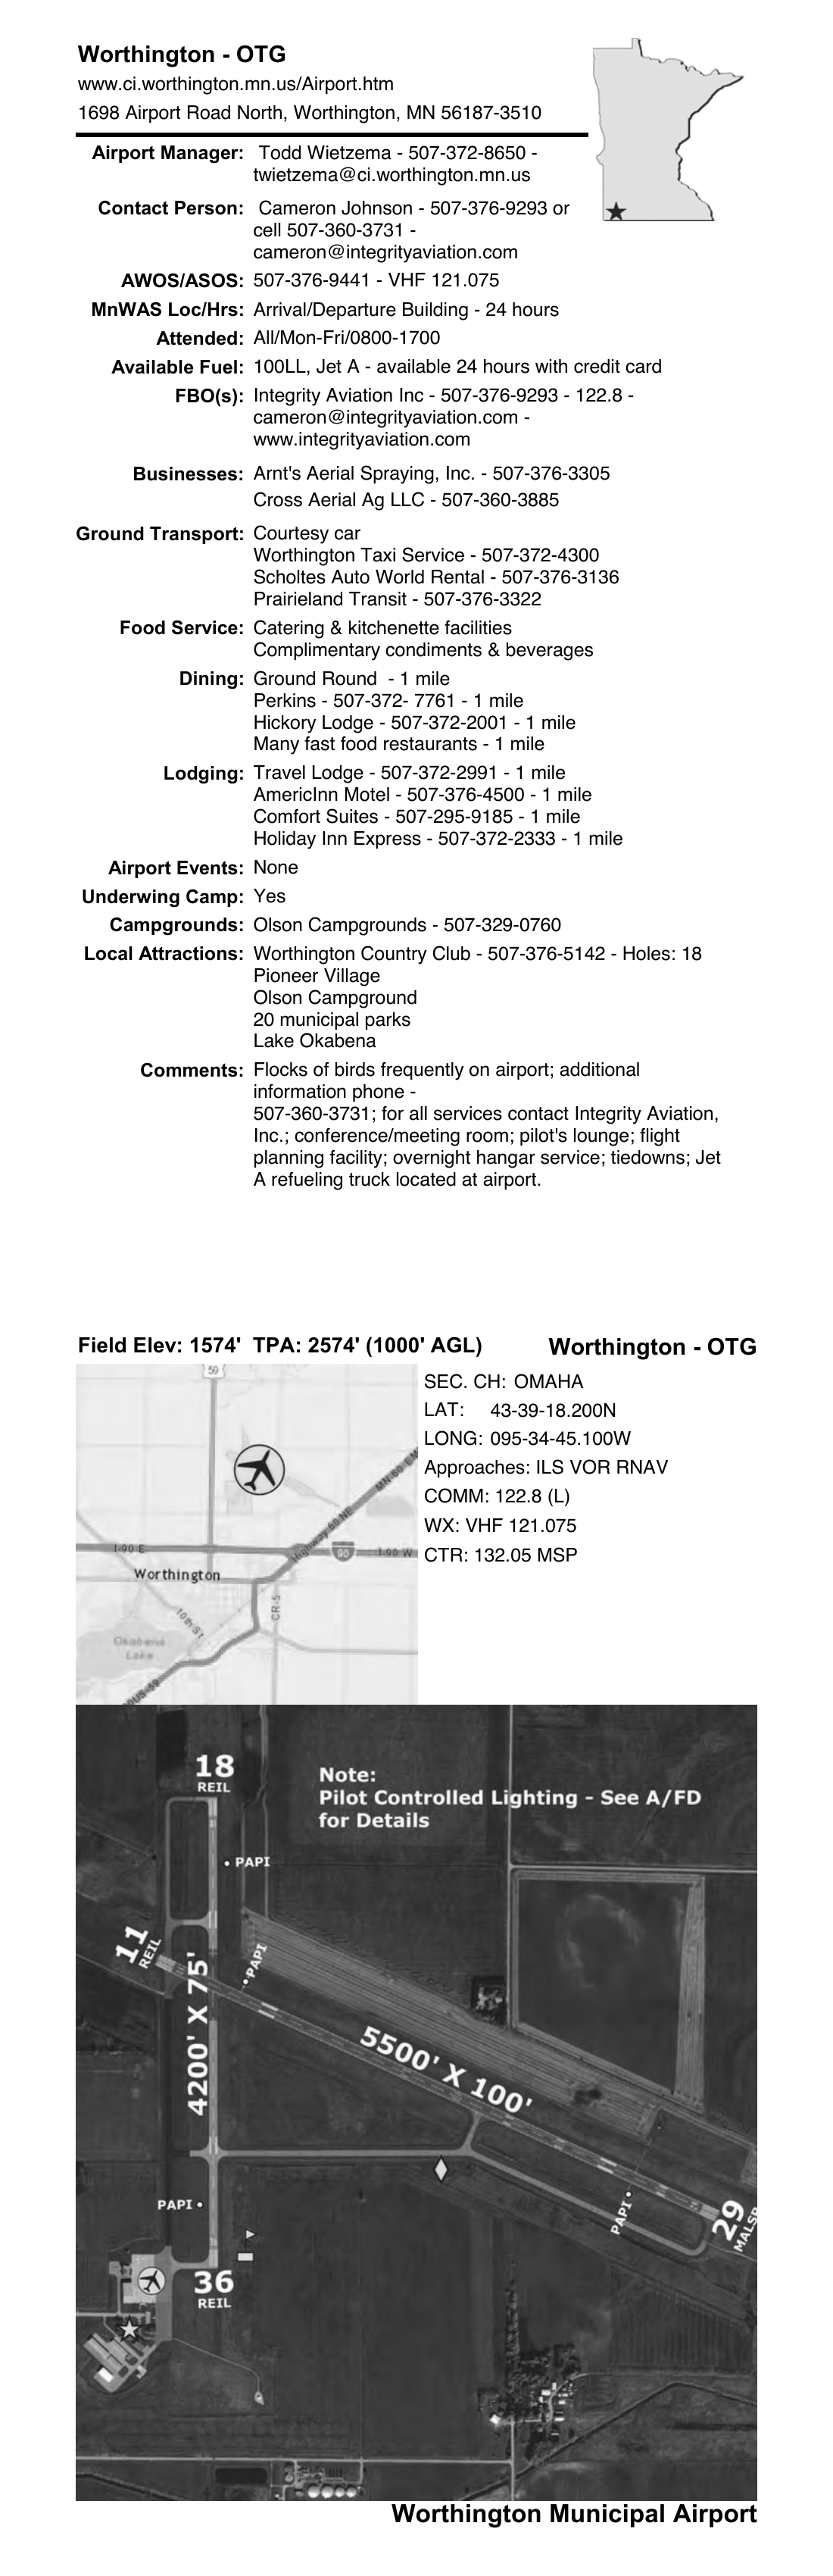 Worthington - OTG
www.ci.worthington.mn.us/Airport.htm
1698 Airport Road North, Worthington, MN 56187-3510
Airport Manager: Todd Wietzema - 507-372-8650 -
twietzema@ci.worthington.mn.us
Contact Person: Cameron Johnson - 507-376-9293 or
cell 507-360-3731 -
cameron@integrityaviation.com
AWOS/ASOS: 507-376-9441 - VHF 121.075
MnWAS Loc/Hrs: Arrival/Departure Building - 24 hours
Attended: All/Mon-Fri/0800-1700
Available Fuel: 100LL, Jet A - available 24 hours with credit card
FBO(s): Integrity Aviation Inc - 507-376-9293 - 122.8 -
cameron@integrityaviation.com -
www.integrityaviation.com
Businesses: Arnt's Aerial Spraying, Inc. - 507-376-3305
Cross Aerial Ag LLC - 507-360-3885
Ground Transport: Courtesy car
Worthington Taxi Service - 507-372-4300
Scholtes Auto World Rental - 507-376-3136
Prairieland Transit - 507-376-3322
Food Service: Catering & kitchenette facilities
Complimentary condiments & beverages
Dining: Ground Round - 1 mile
Perkins - 507-372- 7761 - 1 mile
Hickory Lodge - 507-372-2001 - 1 mile
Many fast food restaurants - 1 mile
Lodging: Travel Lodge - 507-372-2991 - 1 mile
AmericInn Motel - 507-376-4500 - 1 mile
Comfort Suites - 507-295-9185 - 1 mile
Holiday Inn Express - 507-372-2333 - 1 mile
Airport Events: None
Underwing Camp: Yes
Campgrounds: Olson Campgrounds - 507-329-0760
Local Attractions: Worthington Country Club - 507-376-5142 - Holes: 18
Pioneer Village
Olson Campground
20 municipal parks
Lake Okabena
Comments: Flocks of birds frequently on airport; additional
information phone -
507-360-3731; for all services contact Integrity Aviation,
Inc.; conference/meeting room; pilot's lounge; flight
planning facility; overnight hangar service; tiedowns; Jet
A refueling truck located at airport.
Field Elev: 1574' TPA: 2574' (1000' AGL)
Worthington - OTG
59
MN-60
Highway 60 NE
I-90 E
90
I-90 W
Worthington
10th St
CR-5
Okabena
Lake
US-59
SEC. CH: OMAHA
LAT: 43-39-18.200N
LONG: 095-34-45.100W
Approaches: ILS VOR RNAV
COMM: 122.8 (L)
WX: VHF 121.075
CTR: 132.05 MSP
18
REIL
Note:
Pilot Controlled Lighting - See A/FD
for Details
PAPI
11
REIL
PAPI
4200' X 75'
5500' X 100'
PAPI
PAPI
29
MALSR
36
REIL
Worthington Municipal Airport